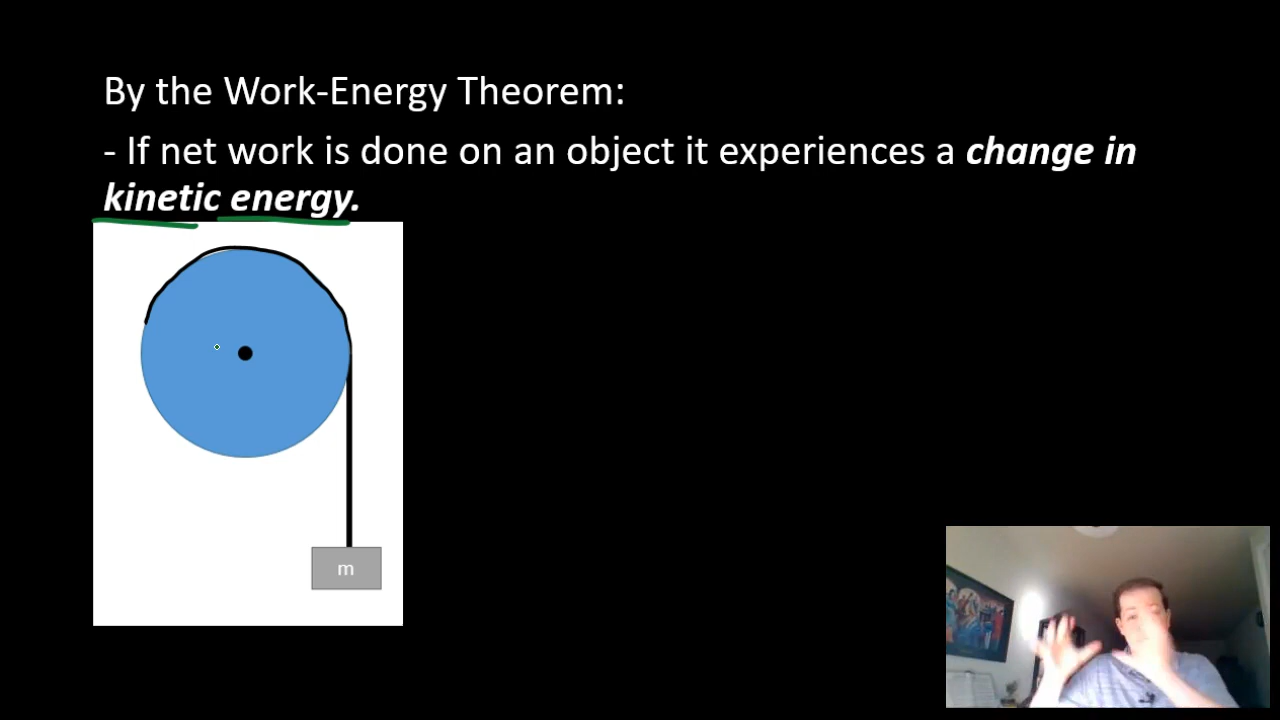 By the Work-Energy Theorem:
- If net work is done on an object it experiences a change in
kinetic energy.
m